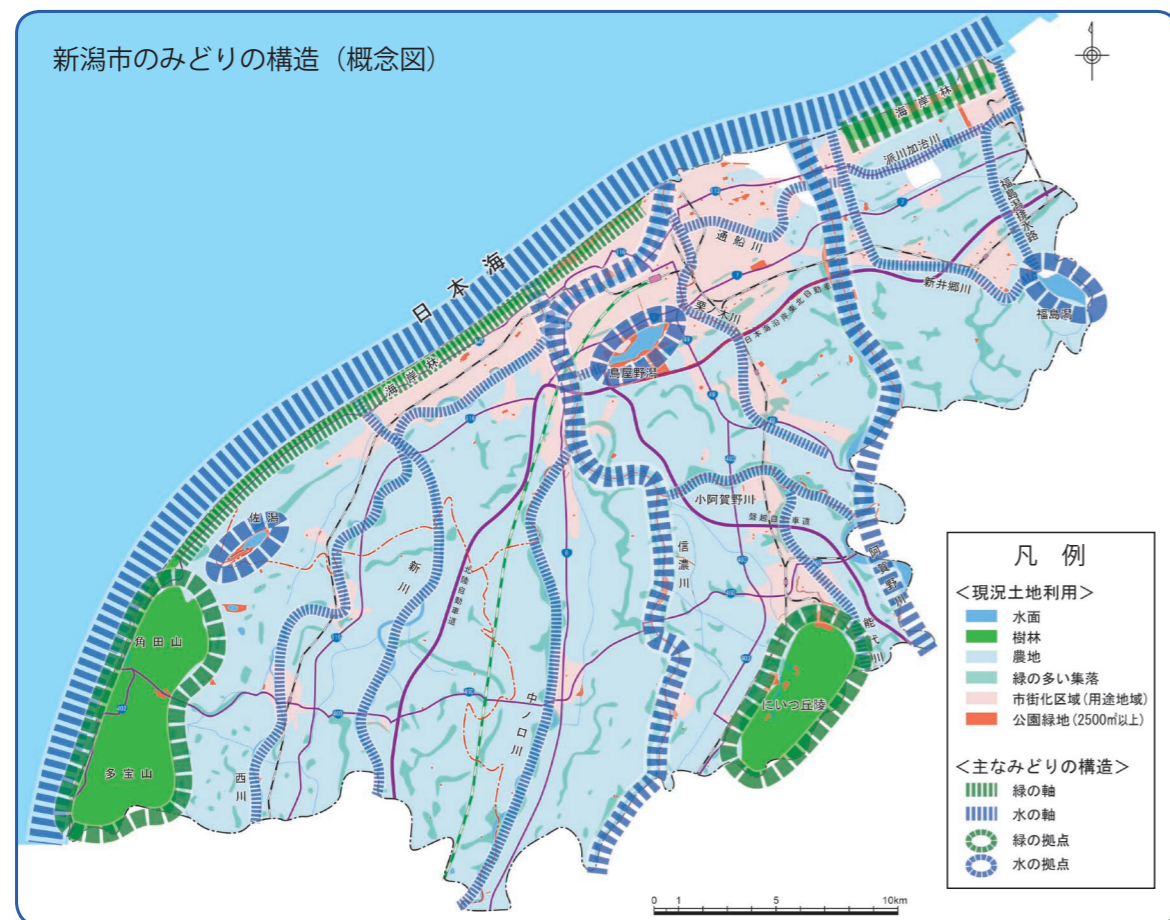 新潟市のみどりの構造（概念図）
海岸林
派川加治川
福島潟放水路
通船川
日本海
新井郷川
栗ノ木川
日本海沿岸東北自動車道
福島潟
鳥屋野潟
海岸林
小阿賀野川
磐越自動車道
佐潟
新川
信濃川
阿賀野川
北陸自動車道
角田山
能代川
にいつ丘陵
中ノ口川
多宝山
西川
凡例
＜現況土地利用＞
水面
樹林
農地
緑の多い集落
市街化区域(用途地域)
公園緑地(2500㎡以上)
＜主なみどりの構造＞
緑の軸
水の軸
緑の拠点
水の拠点
0 1 5 10km